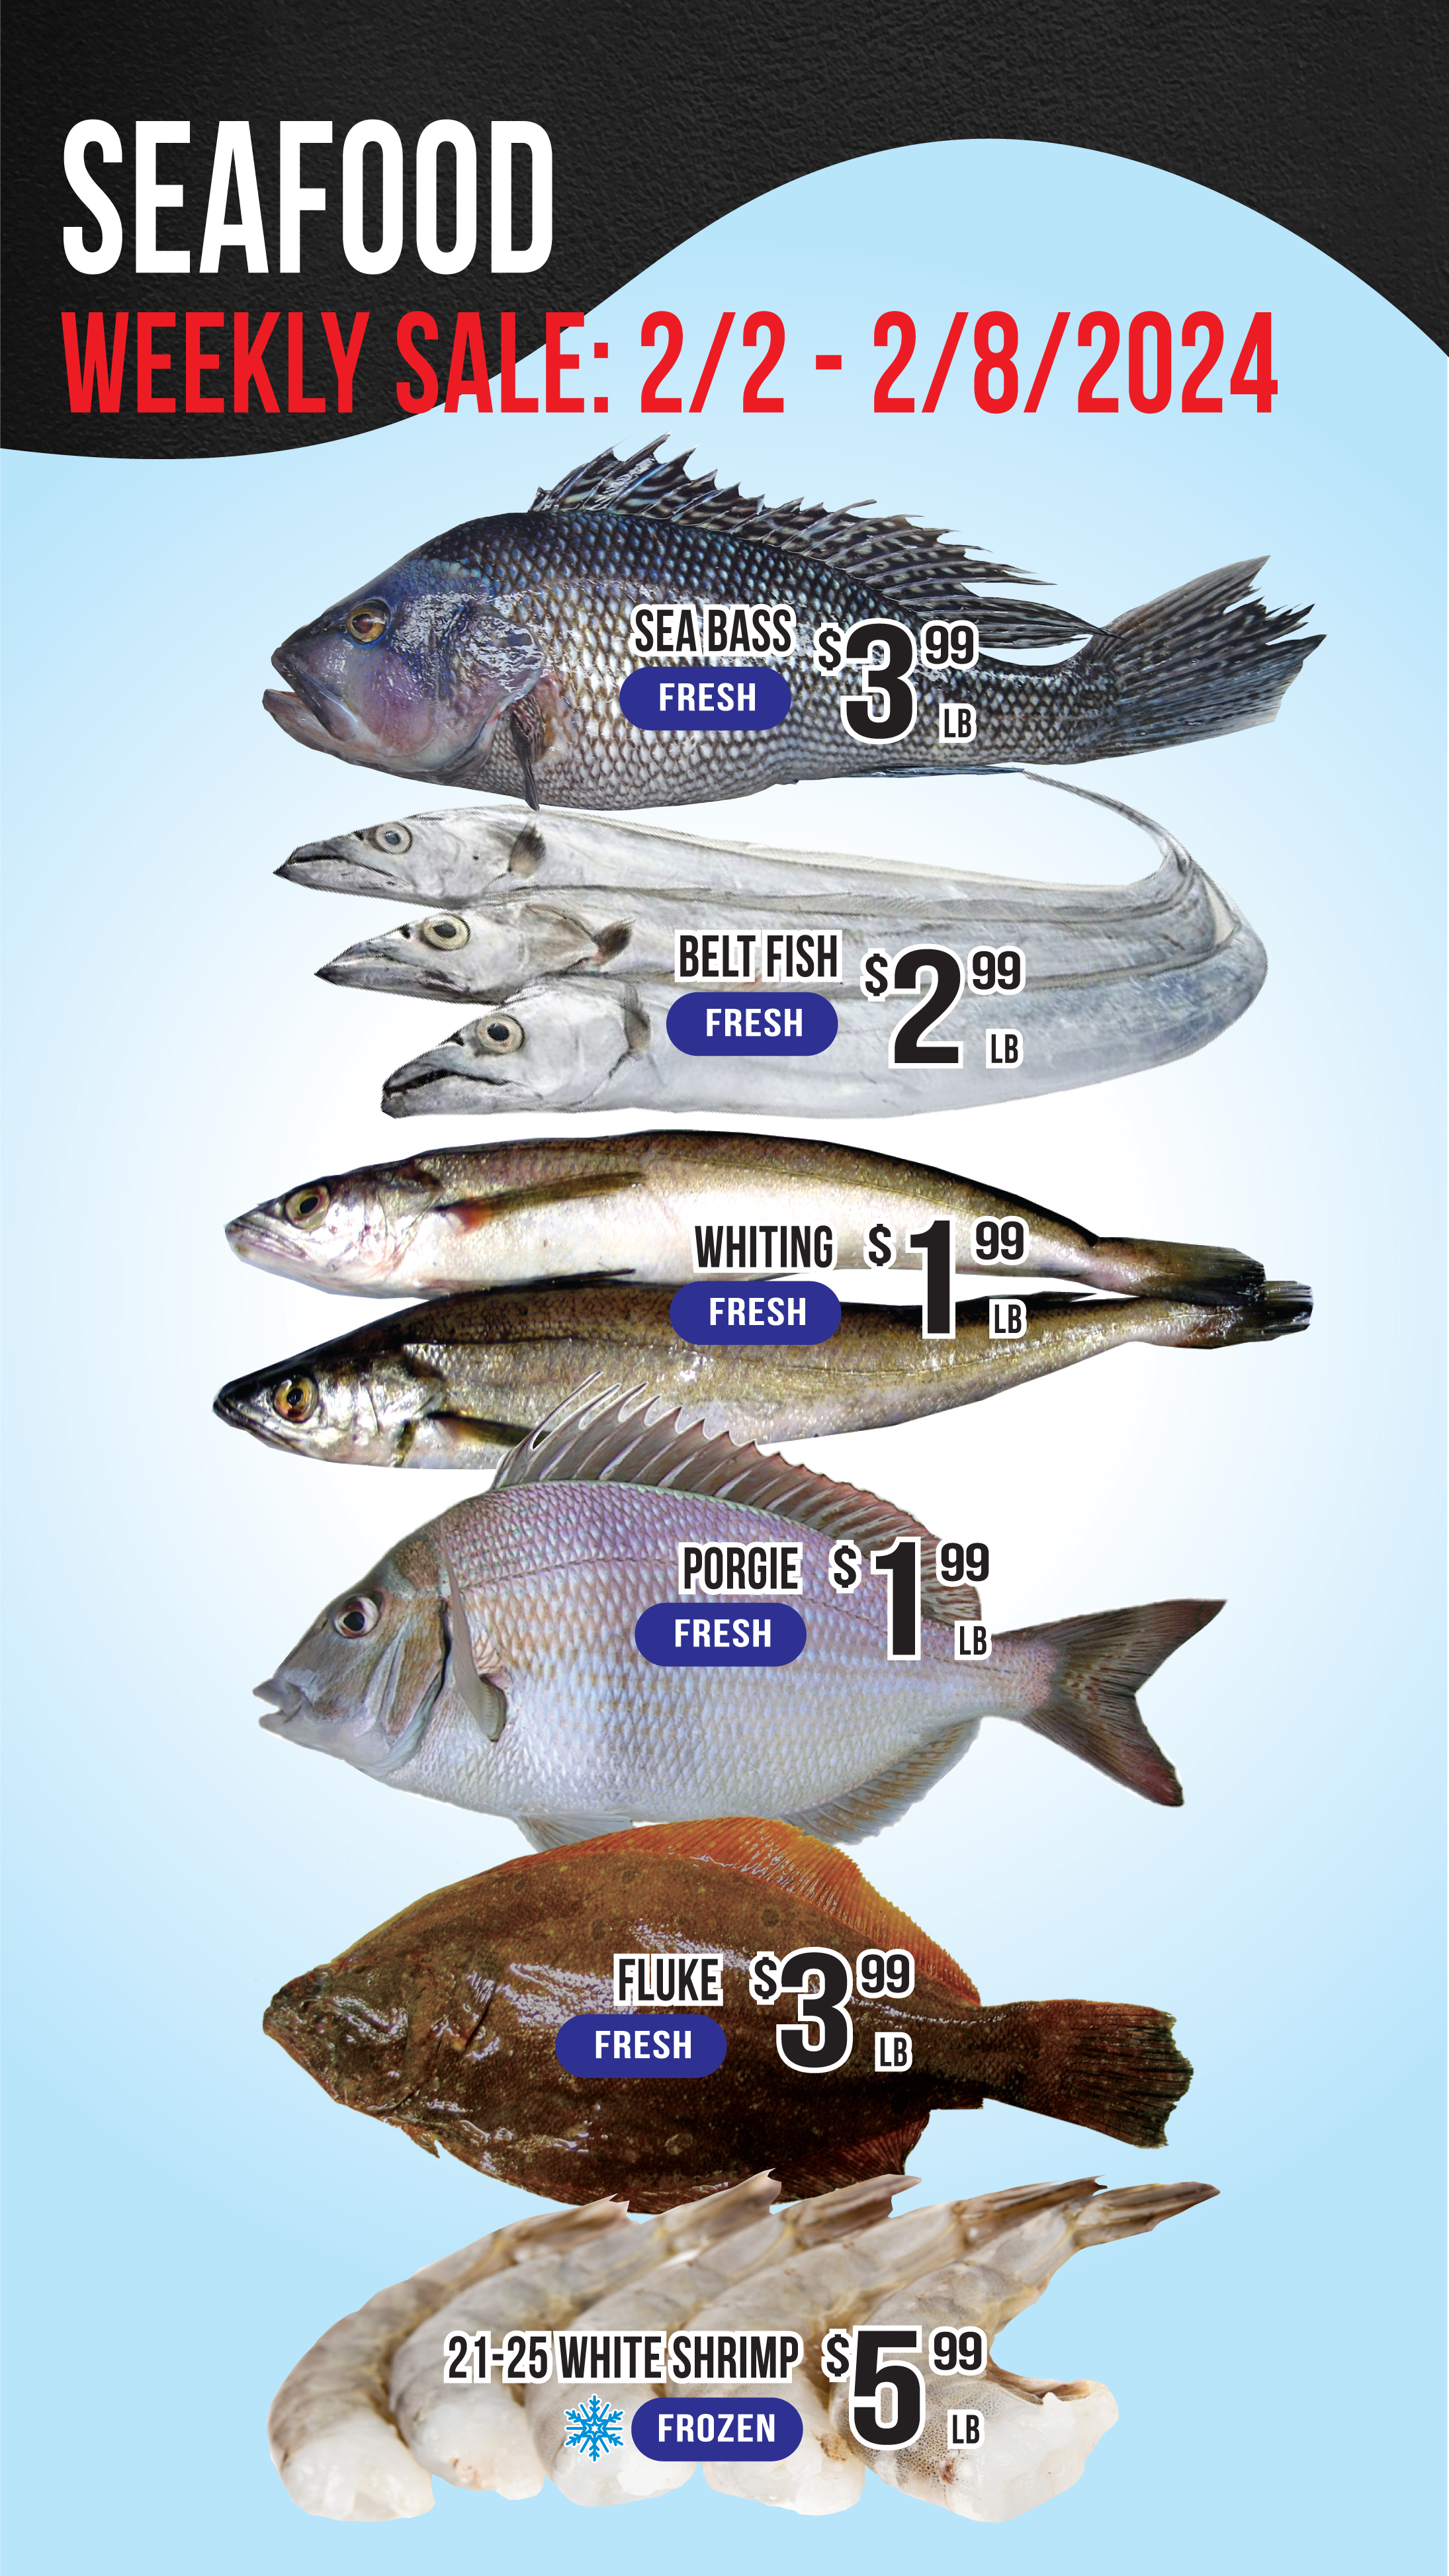 SEAFOOD
WEEKLY SALE: 2/2 - 2/8/2024
SEA BASS $3 99
FRESH LB
BELT FISH $2 99
FRESH LB
WHITING $1 99
FRESH LB
PORGIE $1 99
FRESH LB
FLUKE $3 99
FRESH LB
21-25 WHITE SHRIMP $5 99
FROZEN LB